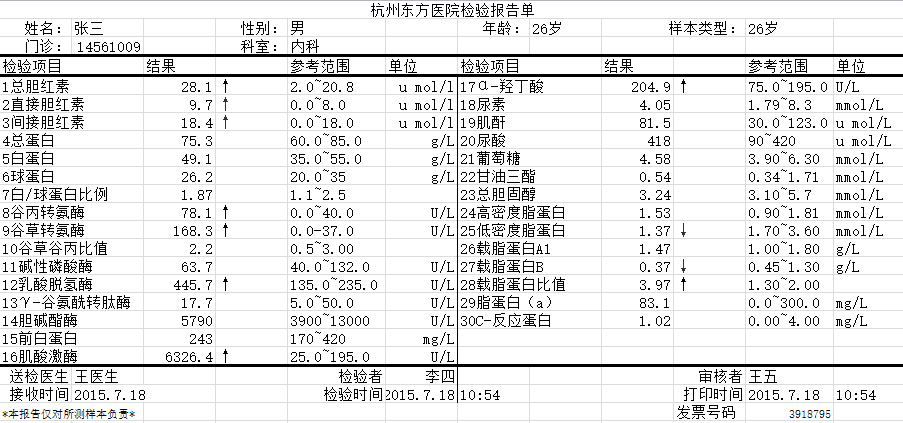 杭州东方医院检验报告单
姓名： 张三 性别： 男 年龄： 26岁 样本类型： 26岁
门诊： 14561009 科室： 内科
检验项目 结果 参考范围 单位 检验项目 结果 参考范围 单位
1总胆红素 28.1 ↑ 2.0~20.8 u mol/l 17α-羟丁酸 204.9 ↑ 75.0~195.0 U/L
2直接胆红素 9.7 ↑ 0.0~8.0 u mol/l 18尿素 4.05 1.79~8.3 mmol/L
3间接胆红素 18.4 ↑ 0.0~18.0 u mol/l 19肌酐 81.5 30.0~123.0 u mol/L
4总蛋白 75.3 60.0~85.0 g/L 20尿酸 418 90~420 u mol/L
5白蛋白 49.1 35.0~55.0 g/L 21葡萄糖 4.58 3.90~6.30 mmol/L
6球蛋白 26.2 20.0~35 g/L 22甘油三酯 0.54 0.34~1.71 mmol/L
7白/球蛋白比例 1.87 1.1~2.5 23总胆固醇 3.24 3.10~5.7 mmol/L
8谷丙转氨酶 78.1 ↑ 0.0~40.0 U/L 24高密度脂蛋白 1.53 0.90~1.81 mmol/L
9谷草转氨酶 168.3 ↑ 0.0-37.0 U/L 25低密度脂蛋白 1.37 ↓ 1.70~3.60 mmol/L
10谷草谷丙比值 2.2 0.5~3.00 26载脂蛋白A1 1.47 1.00~1.80 g/L
11碱性磷酸酶 63.7 40.0~132.0 U/L 27载脂蛋白B 0.37 ↓ 0.45~1.30 g/L
12乳酸脱氢酶 445.7 ↑ 135.0~235.0 U/L 28载脂蛋白比值 3.97 ↑ 1.30~2.00
13γ-谷氨酰转肽酶 17.7 5.0~50.0 U/L 29脂蛋白（a） 83.1 0.0~300.0 mg/L
14胆碱酯酶 5790 3900~13000 U/L 30C-反应蛋白 1.02 0.00~4.00 mg/L
15前白蛋白 243 170~420 mg/L
16肌酸激酶 6326.4 ↑ 25.0~195.0 U/L
送检医生 王医生 检验者 李四 审核者 王五
接收时间 2015.7.18 检验时间 2015.7.18 10:54 打印时间 2015.7.18 10:54
*本报告仅对所测样本负责* 发票号码 3918795